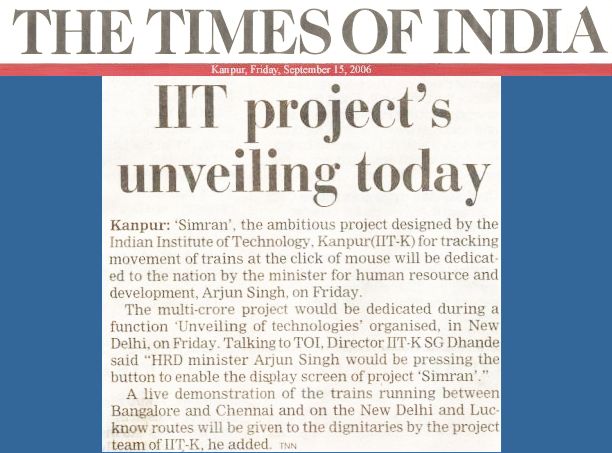 THE TIMES OF INDIA
Kanpur, Friday, September 15, 2006
IIT project's
unveiling today
Kanpur: 'Simran', the ambitious project designed by the
Indian Institute of Technology, Kanpur(IIT-K) for tracking
movement of trains at the click of mouse will be dedicat-
ed to the nation by the minister for human resource and
development, Arjun Singh, on Friday.
The multi-crore project would be dedicated during a
function 'Unveiling of technologies' organised, in New
Delhi, on Friday. Talking to TOI, Director IIT-K SG Dhande
said "HRD minister Arjun Singh would be pressing the
button to enable the display screen of project 'Simran'."
A live demonstration of the trains running between
Bangalore and Chennai and on the New Delhi and Luc-
know routes will be given to the dignitaries by the project
team of IIT-K, he added. TNN